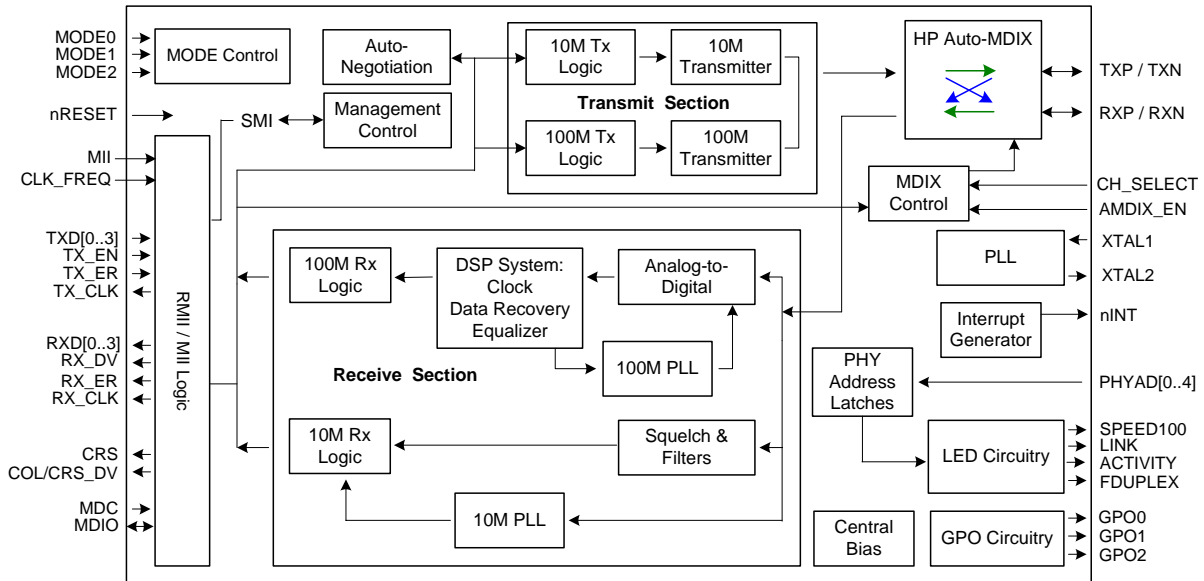 MODE0
MODE1
MODE2
nRESET
MII
CLK_FREQ
TXD[0..3]
TX_EN
TX_ER
TX_CLK
RXD[0..3]
RX_DV
RX_ER
RX_CLK
CRS
COL/CRS_DV
MDC
MDIO
MODE Control
RMII / MII Logic
SMI
Auto-
Negotiation
Management
Control
10M Tx
Logic
10M
Transmitter
Transmit Section
100M Tx
Logic
100M
Transmitter
HP Auto-MDIX
MDIX
Control
100M Rx
Logic
DSP System:
Clock
Data Recovery
Equalizer
Analog-to-
Digital
100M PLL
Receive Section
10M Rx
Logic
Squelch &
Filters
10M PLL
PLL
Interrupt
Generator
PHY
Address
Latches
LED Circuitry
Central
Bias
GPO Circuitry
TXP / TXN
RXP / RXN
CH_SELECT
AMDIX_EN
XTAL1
XTAL2
nINT
PHYAD[0..4]
SPEED100
LINK
ACTIVITY
FDUPLEX
GPO0
GPO1
GPO2